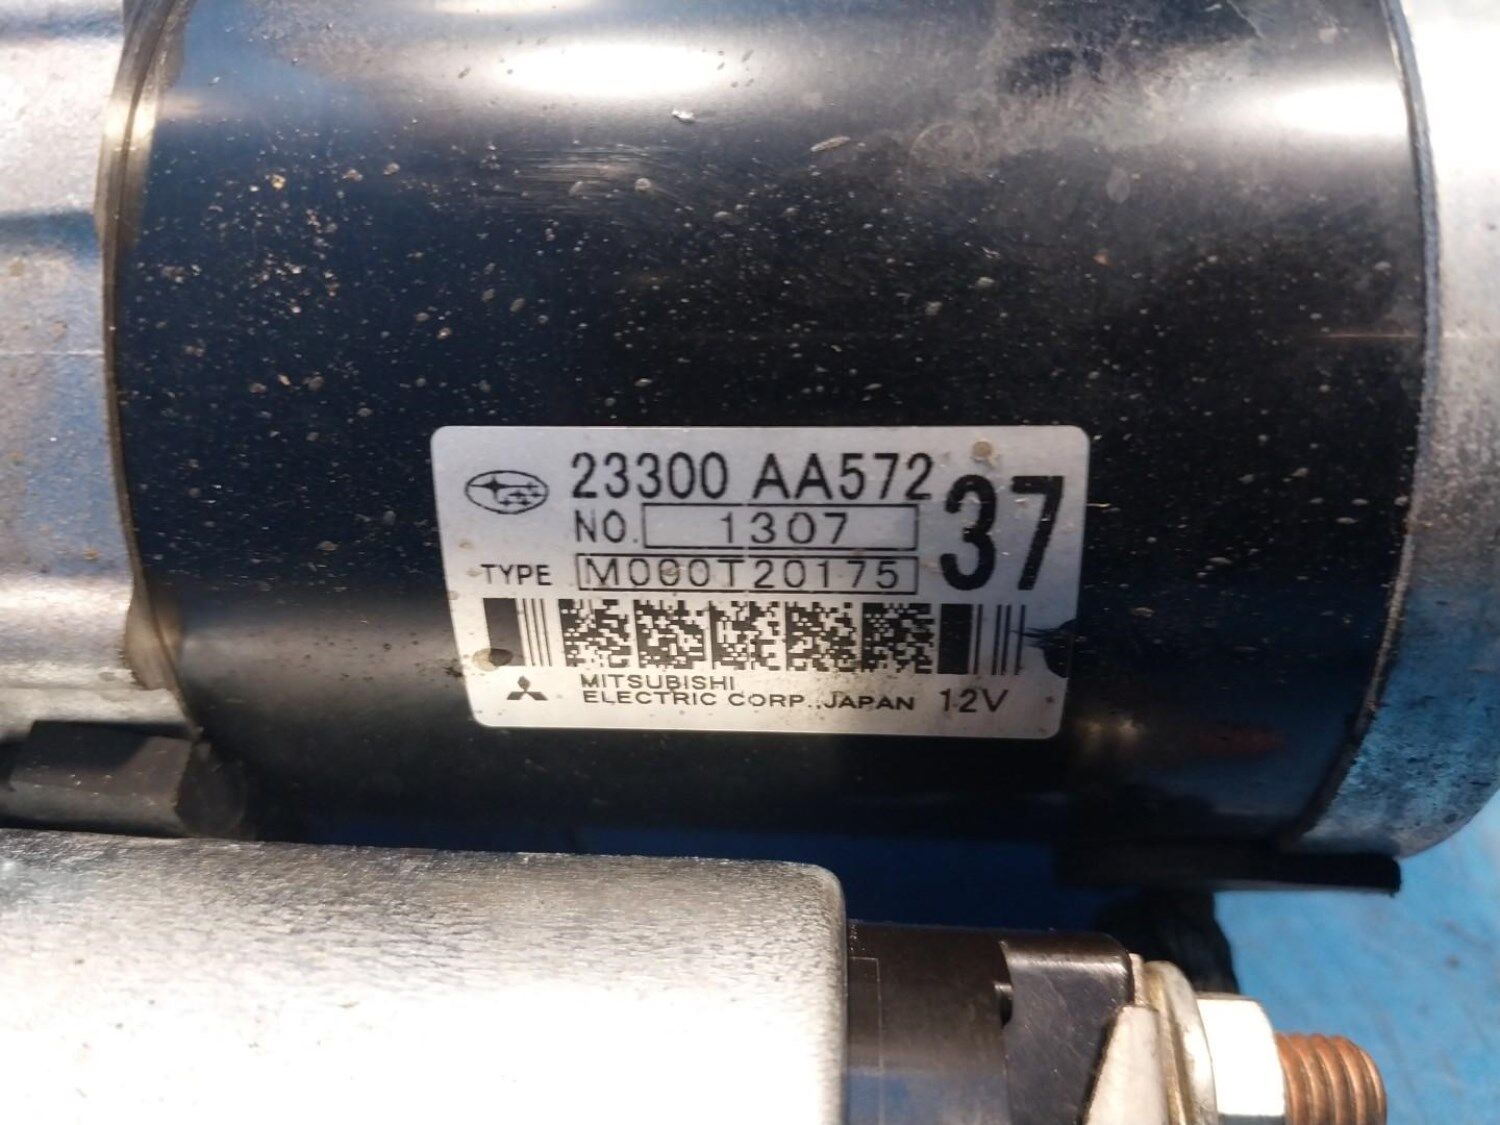 23300 AA572
37
NO. 1307
TYPE M000T20175
MITSUBISHI
ELECTRIC CORP., JAPAN 12V